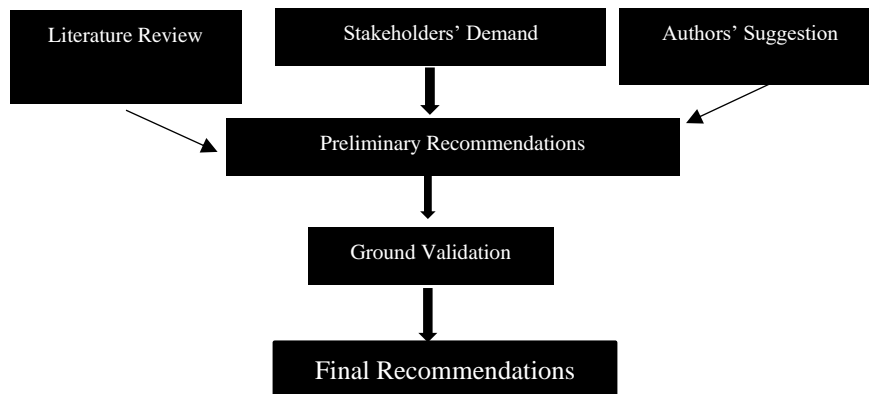 Literature Review
Stakeholders’ Demand
Authors’ Suggestion
Preliminary Recommendations
Ground Validation
Final Recommendations